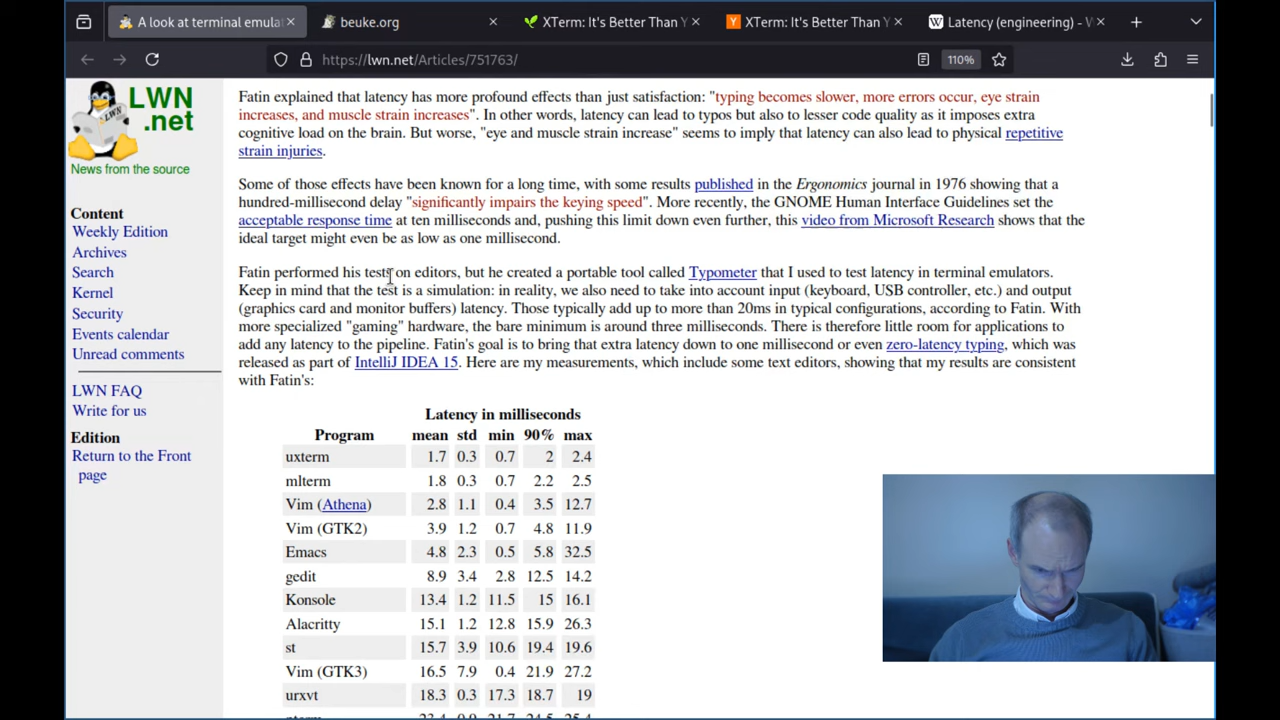 A look at terminal emula
beuke.org
XTerm: It's Better Than Y
XTerm: It's Better Than Y
Latency (engineering) -
https://lwn.net/Articles/751763/
110%
LWN
.net
News from the source
Content
Weekly Edition
Archives
Search
Kernel
Security
Events calendar
Unread comments
LWN FAQ
Write for us
Edition
Return to the Front
page
Fatin explained that latency has more profound effects than just satisfaction: "typing becomes slower, more errors occur, eye strain
increases, and muscle strain increases". In other words, latency can lead to typos but also to lesser code quality as it imposes extra
cognitive load on the brain. But worse, "eye and muscle strain increase" seems to imply that latency can also lead to physical repetitive
strain injuries.
Some of those effects have been known for a long time, with some results published in the Ergonomics journal in 1976 showing that a
hundred-millisecond delay "significantly impairs the keying speed". More recently, the GNOME Human Interface Guidelines set the
acceptable response time at ten milliseconds and, pushing this limit down even further, this video from Microsoft Research shows that the
ideal target might even be as low as one millisecond.
Fatin performed his tests on editors, but he created a portable tool called Typometer that I used to test latency in terminal emulators.
Keep in mind that the test is a simulation: in reality, we also need to take into account input (keyboard, USB controller, etc.) and output
(graphics card and monitor buffers) latency. Those typically add up to more than 20ms in typical configurations, according to Fatin. With
more specialized "gaming" hardware, the bare minimum is around three milliseconds. There is therefore little room for applications to
add any latency to the pipeline. Fatin's goal is to bring that extra latency down to one millisecond or even zero-latency typing, which was
released as part of IntelliJ IDEA 15. Here are my measurements, which include some text editors, showing that my results are consistent
with Fatin's:
Latency in milliseconds
Program mean std min 90% max
uxterm 1.7 0.3 0.7 2 2.4
mlterm 1.8 0.3 0.7 2.2 2.5
Vim (Athena) 2.8 1.1 0.4 3.5 12.7
Vim (GTK2) 3.9 1.2 0.7 4.8 11.9
Emacs 4.8 2.3 0.5 5.8 32.5
gedit 8.9 3.4 2.8 12.5 14.2
Konsole 13.4 1.2 11.5 15 16.1
Alacritty 15.1 1.2 12.8 15.9 26.3
st 15.7 3.9 10.6 19.4 19.6
Vim (GTK3) 16.5 7.9 0.4 21.9 27.2
urxvt 18.3 0.3 17.3 18.7 19